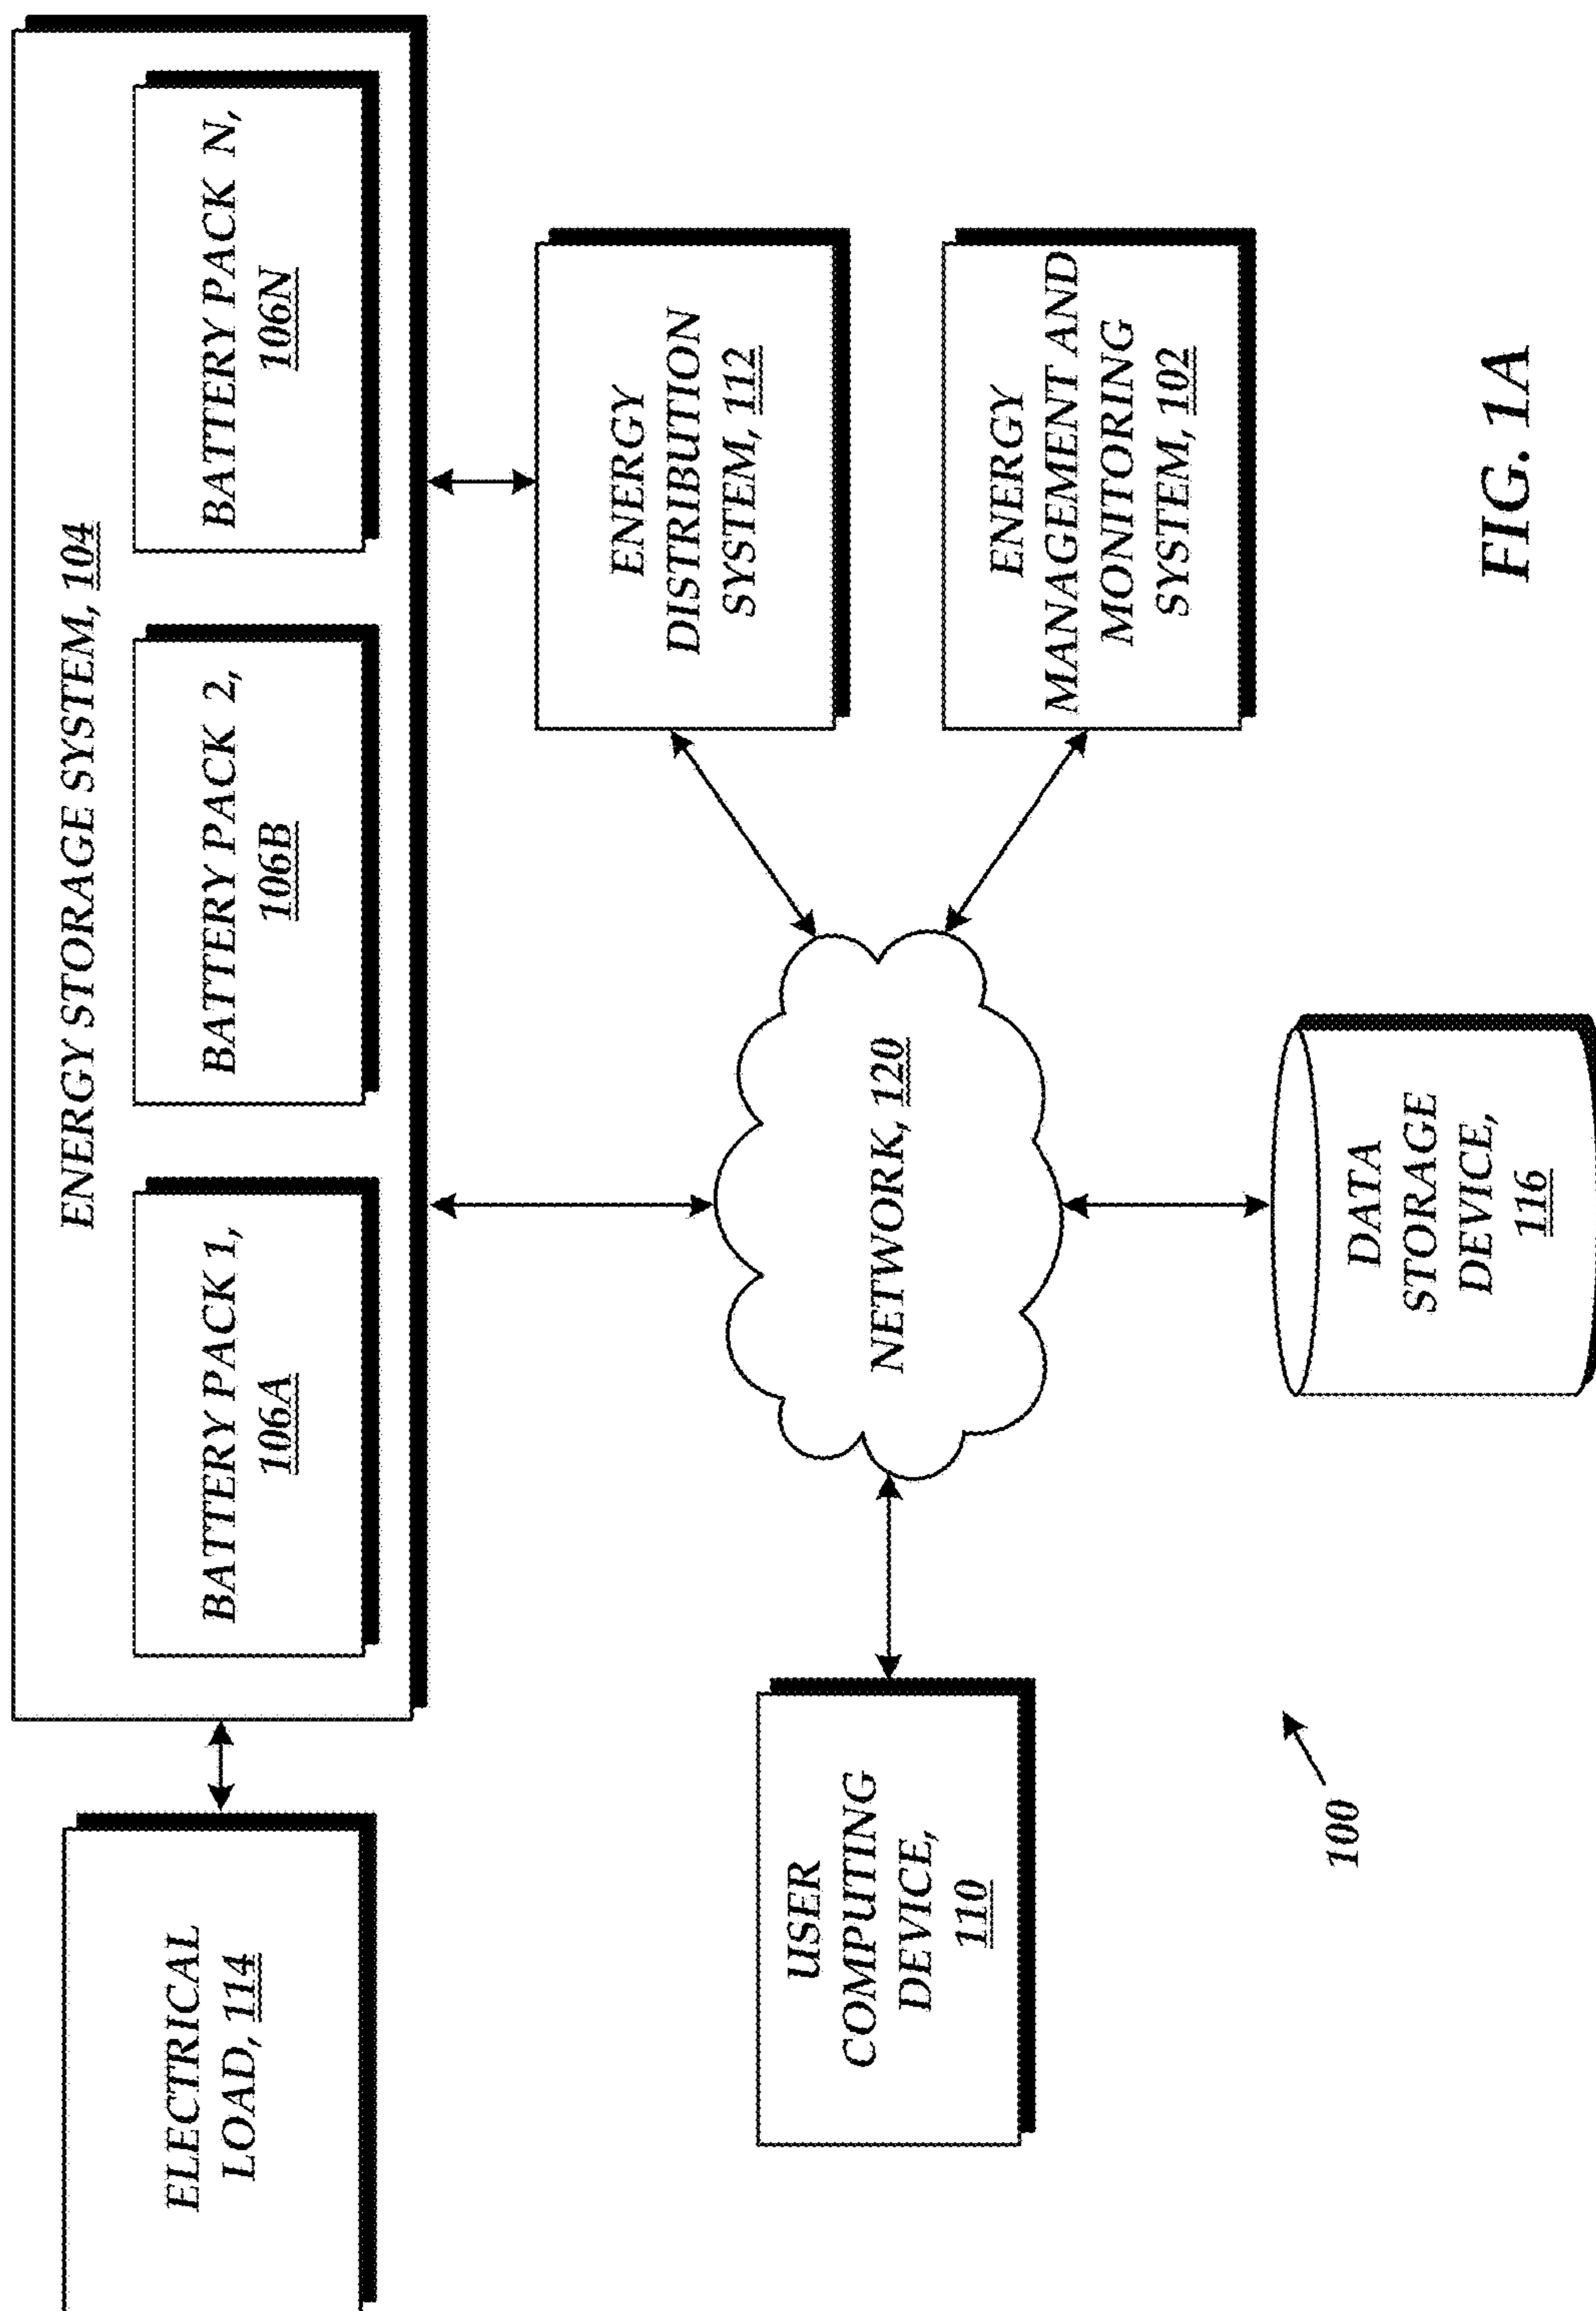 ENERGY STORAGE SYSTEM, 104
ELECTRICAL
LOAD, 114
BATTERY PACK 1,
106A
BATTERY PACK 2,
106B
BATTERY PACK N,
106N
USER
COMPUTING
DEVICE,
110
NETWORK, 120
ENERGY
DISTRIBUTION
SYSTEM, 112
ENERGY
MANAGEMENT AND
MONITORING
SYSTEM, 102
DATA
STORAGE
DEVICE,
116
100
FIG. 1A